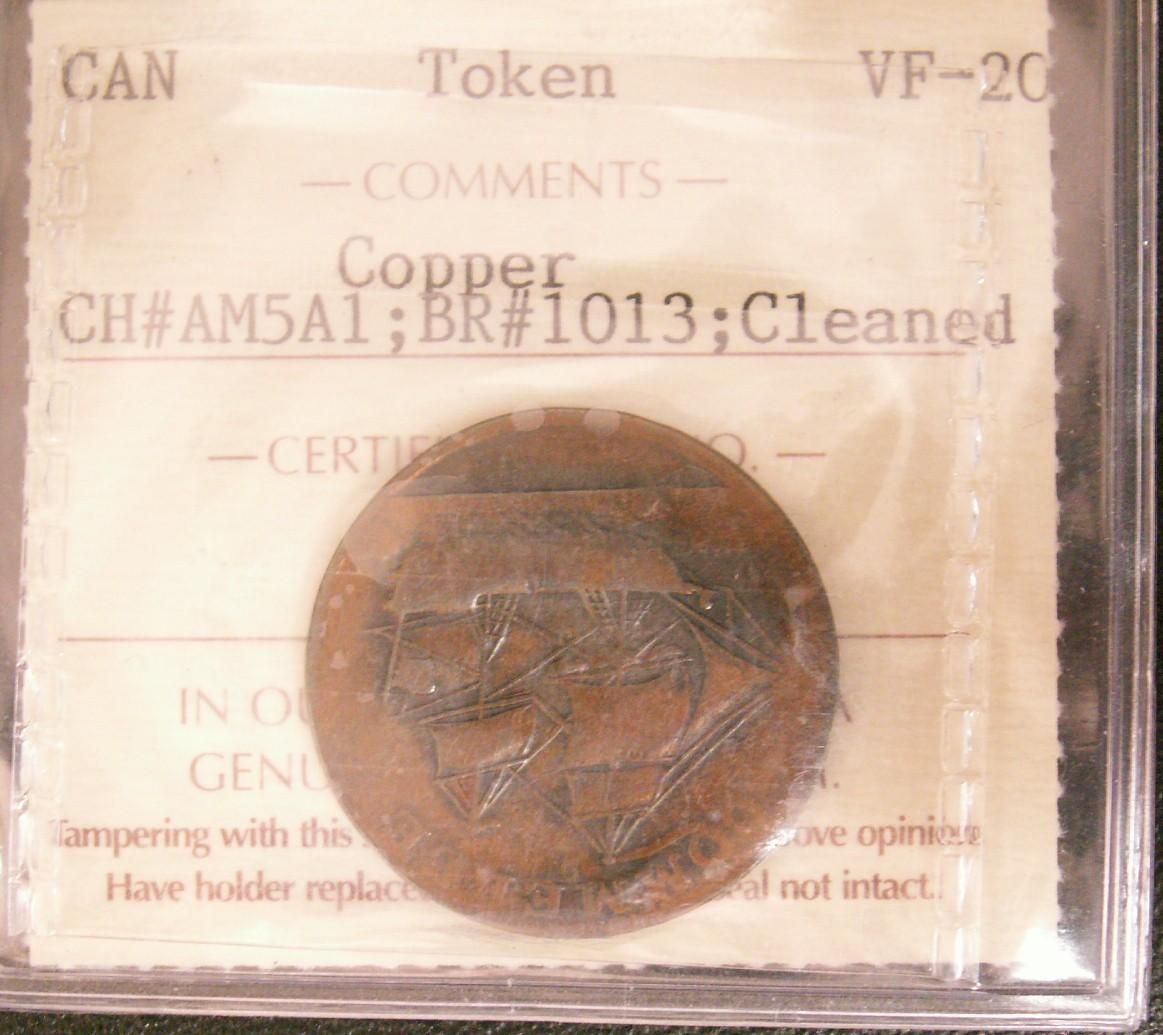 CAN Token VF-20
— COMMENTS —
Copper
CH#AM5A1;BR#1013;Cleaned
— CERTIF O. —
IN OU A
GENU .
Tampering with this ove opinion
Have holder replace eal not intact.